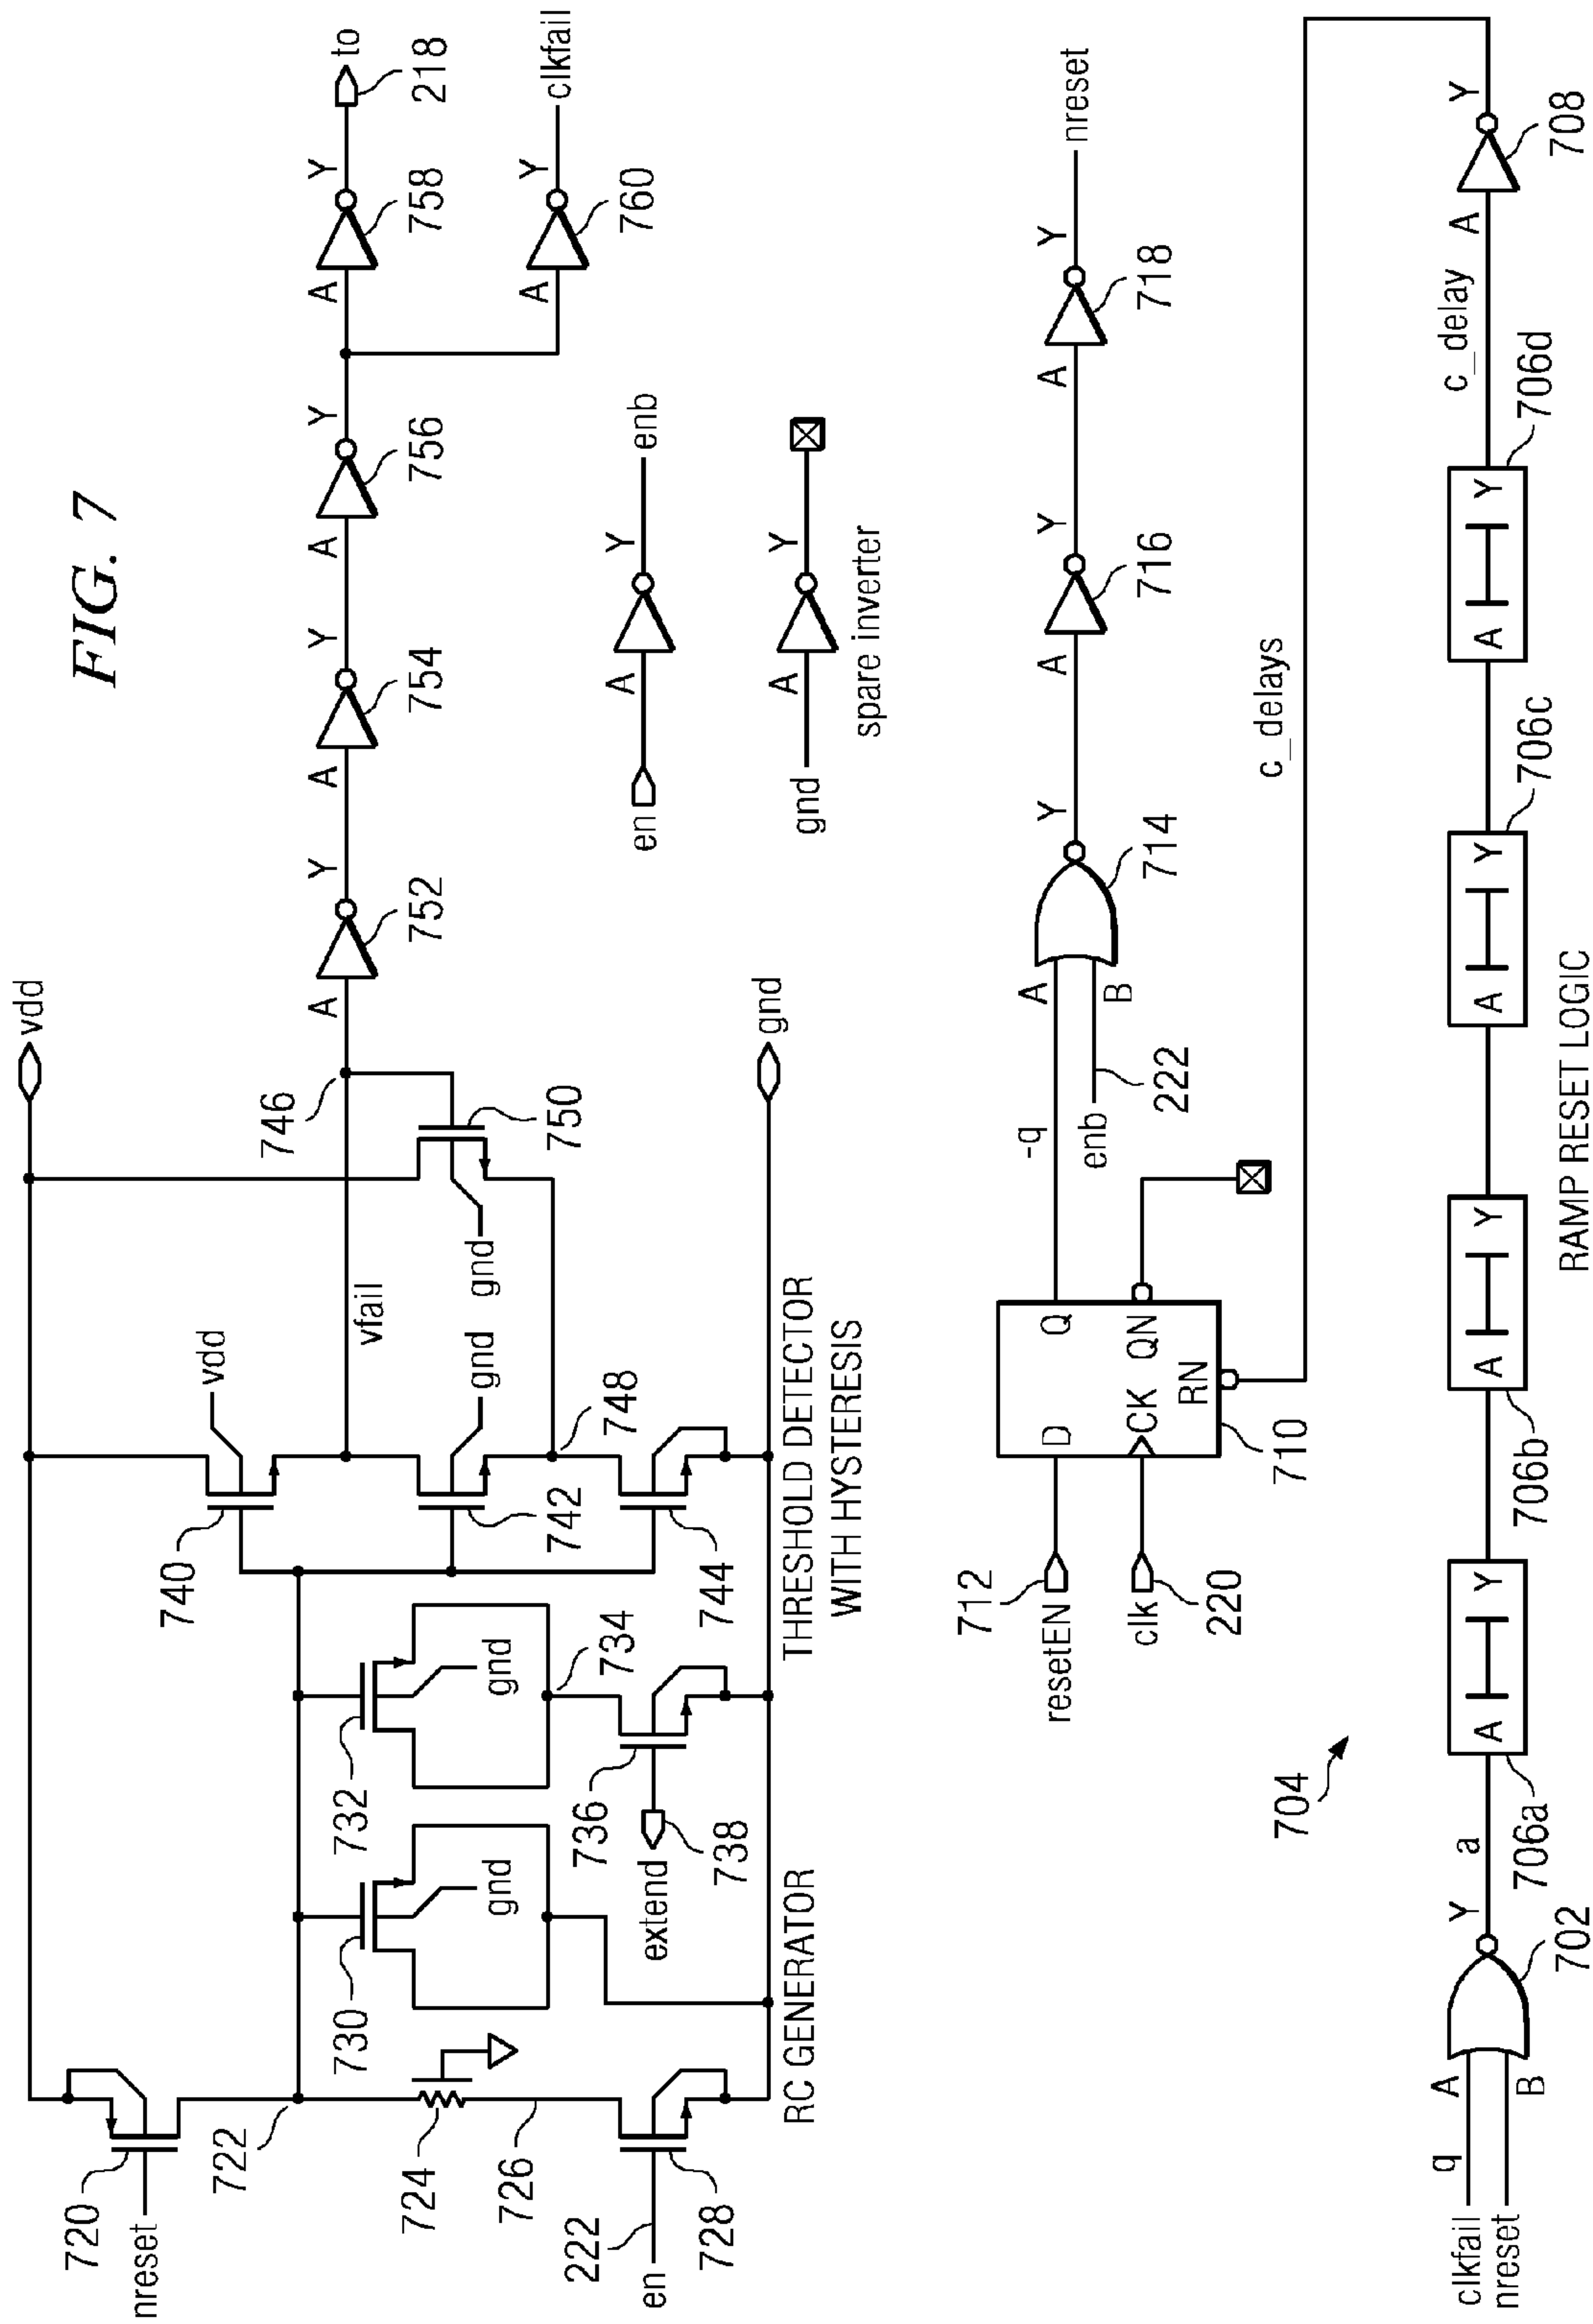 FIG. 7
vdd
720
nreset
722
724
726
222
en
728
730
gnd
732
gnd
734
736
extend
738
RC GENERATOR
740
vdd
742
gnd
744
748
vfail
746
gnd
750
gnd
THRESHOLD DETECTOR
WITH HYSTERESIS
A
Y
752
A
Y
754
A
Y
756
A
Y
758
to
218
A
Y
760
clkfail
en
A
Y
enb
gnd
A
Y
spare inverter
704
712
resetEN
clk
220
D
Q
CK
QN
RN
710
-q
A
enb
B
222
Y
714
A
Y
716
A
Y
718
nreset
c_delays
clkfail
q
A
nreset
B
Y
702
a
A
Y
706a
A
Y
706b
A
Y
706c
A
Y
706d
c_delay
A
Y
708
RAMP RESET LOGIC